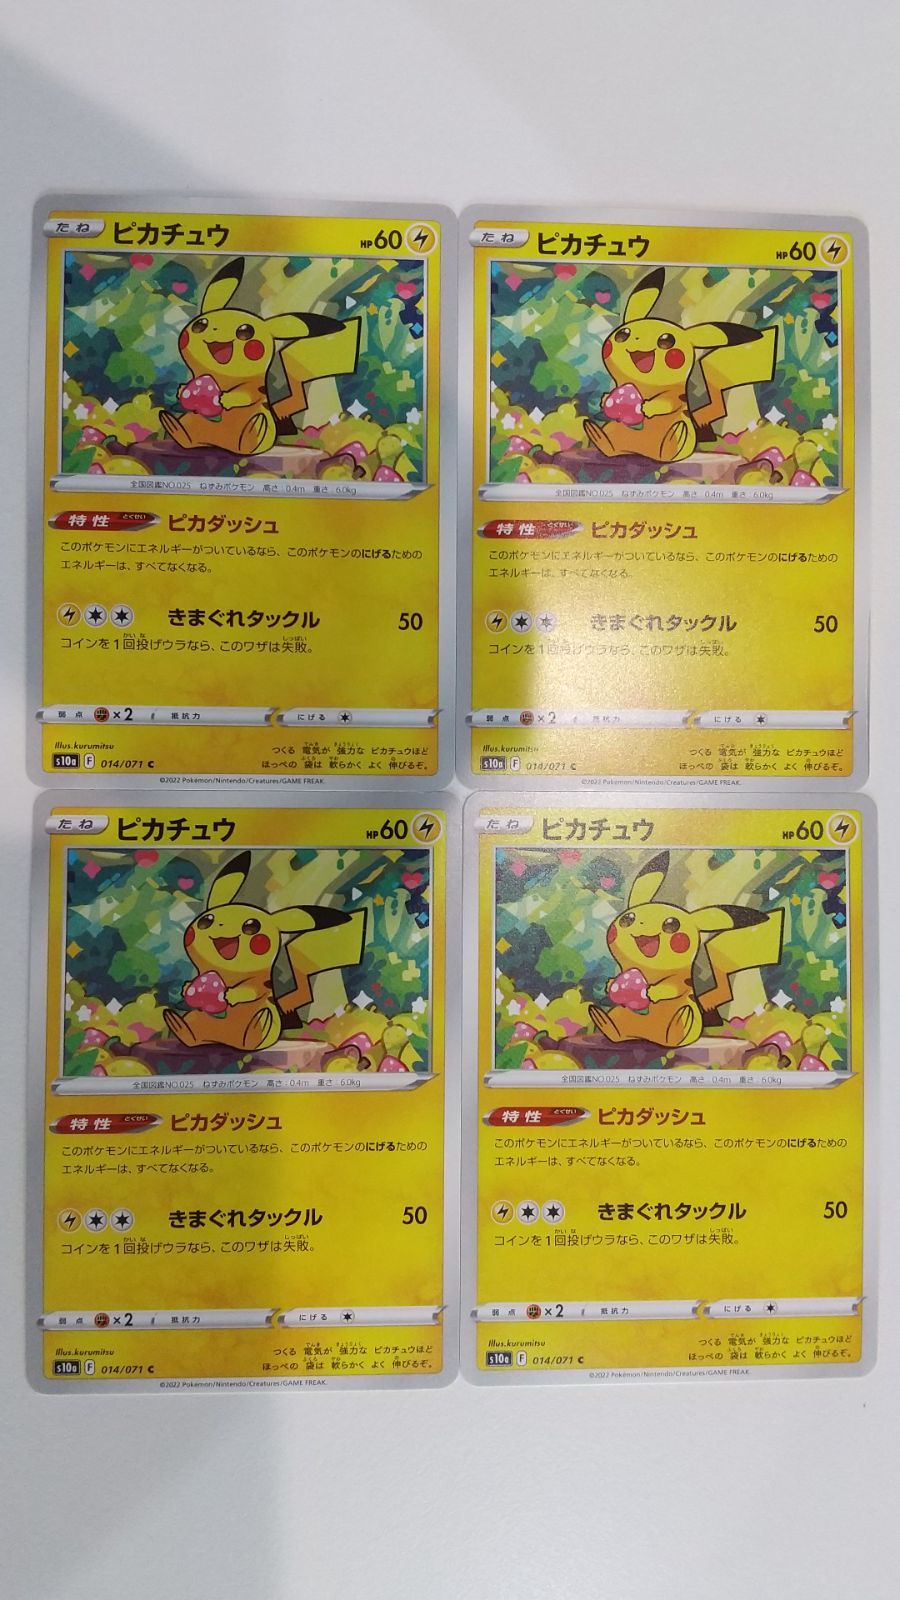 たね ピカチュウ HP60
全国図鑑NO.025 ねずみポケモン 高さ:0.4m 重さ:6.0kg
特性 とくせい ピカダッシュ
このポケモンにエネルギーがついているなら、このポケモンのにげるための
エネルギーは、すべてなくなる。
きまぐれタックル 50
コインを1回投げウラなら、このワザは失敗。
弱点 ×2 抵抗力 にげる
Illus.kurumitsu
s10a F 014/071 C
つくる 電気が 強力な ピカチュウほど
ほっぺの 袋は 軟らかく よく 伸びるぞ。
©2022 Pokémon/Nintendo/Creatures/GAME FREAK.
たね ピカチュウ HP60
全国図鑑NO.025 ねずみポケモン 高さ:0.4m 重さ:6.0kg
特性 とくせい ピカダッシュ
このポケモンにエネルギーがついているなら、このポケモンのにげるための
エネルギーは、すべてなくなる。
きまぐれタックル 50
コインを1回投げウラなら、このワザは失敗。
弱点 ×2 抵抗力 にげる
Illus.kurumitsu
s10a F 014/071 C
つくる 電気が 強力な ピカチュウほど
ほっぺの 袋は 軟らかく よく 伸びるぞ。
©2022 Pokémon/Nintendo/Creatures/GAME FREAK.
たね ピカチュウ HP60
全国図鑑NO.025 ねずみポケモン 高さ:0.4m 重さ:6.0kg
特性 とくせい ピカダッシュ
このポケモンにエネルギーがついているなら、このポケモンのにげるための
エネルギーは、すべてなくなる。
きまぐれタックル 50
コインを1回投げウラなら、このワザは失敗。
弱点 ×2 抵抗力 にげる
Illus.kurumitsu
s10a F 014/071 C
つくる 電気が 強力な ピカチュウほど
ほっぺの 袋は 軟らかく よく 伸びるぞ。
©2022 Pokémon/Nintendo/Creatures/GAME FREAK.
たね ピカチュウ HP60
全国図鑑NO.025 ねずみポケモン 高さ:0.4m 重さ:6.0kg
特性 とくせい ピカダッシュ
このポケモンにエネルギーがついているなら、このポケモンのにげるための
エネルギーは、すべてなくなる。
きまぐれタックル 50
コインを1回投げウラなら、このワザは失敗。
弱点 ×2 抵抗力 にげる
Illus.kurumitsu
s10a F 014/071 C
つくる 電気が 強力な ピカチュウほど
ほっぺの 袋は 軟らかく よく 伸びるぞ。
©2022 Pokémon/Nintendo/Creatures/GAME FREAK.